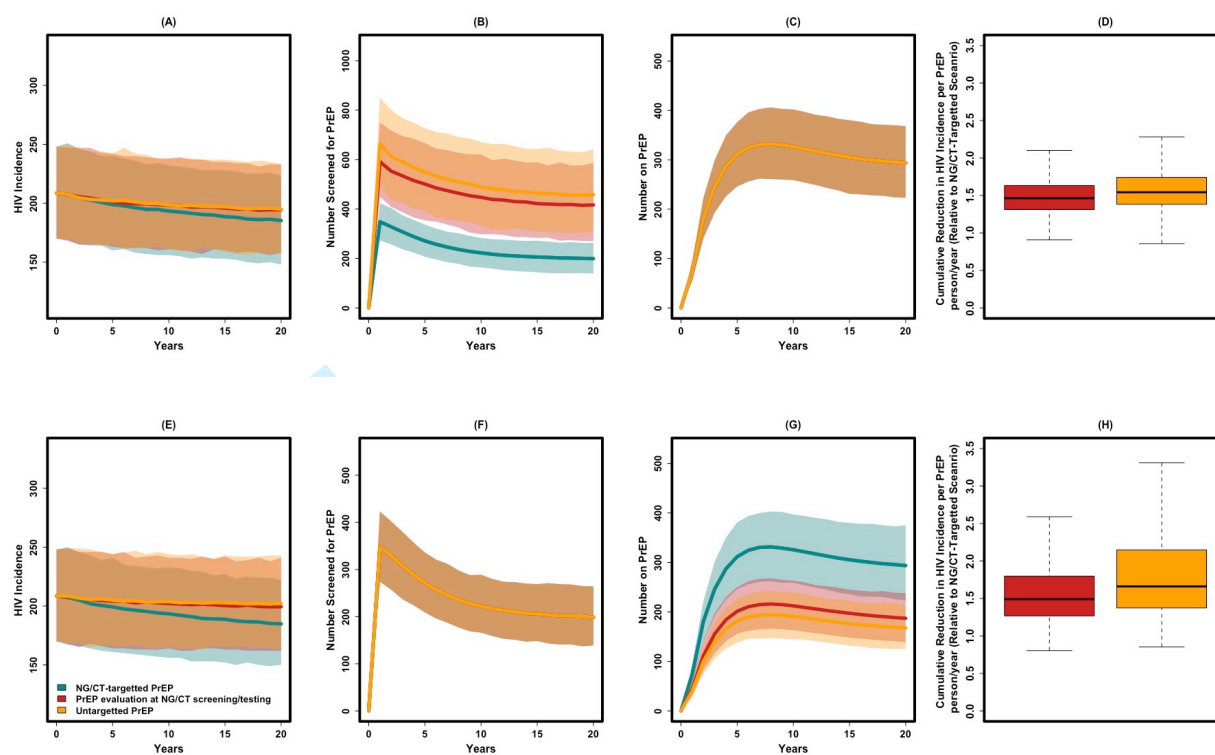 (A)
HIV Incidence
300
250
200
150
0 5 10 15 20
Years
(B)
Number Screened for PrEP
1000
800
600
400
200
0
0 5 10 15 20
Years
(C)
Number on PrEP
500
400
300
200
100
0
0 5 10 15 20
Years
(D)
Cumulative Reduction in HIV Incidence per PrEP
person/year (Relative to NG/CT-Targetted Sceanrio)
3.5
3.0
2.5
2.0
1.5
1.0
0.5
0.0
(E)
HIV Incidence
300
250
200
150
NG/CT-targetted PrEP
PrEP evaluation at NG/CT screening/testing
Untargetted PrEP
0 5 10 15 20
Years
(F)
Number Screened for PrEP
500
400
300
200
100
0
0 5 10 15 20
Years
(G)
Number on PrEP
500
400
300
200
100
0
0 5 10 15 20
Years
(H)
Cumulative Reduction in HIV Incidence per PrEP
person/year (Relative to NG/CT-Targetted Sceanrio)
3.5
3.0
2.5
2.0
1.5
1.0
0.5
0.0